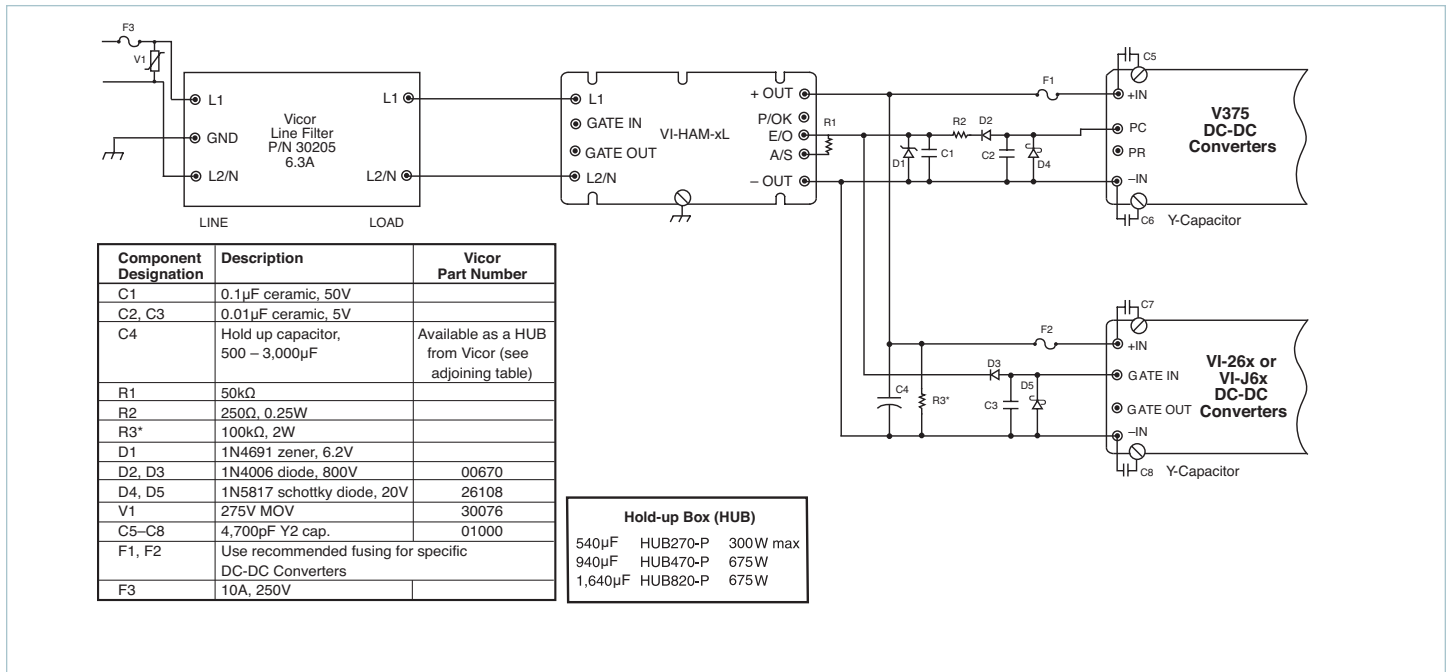 F3
V1
L1
GND
L2/N
Vicor
Line Filter
P/N 30205
6.3A
L1
L2/N
LINE
LOAD
L1
GATE IN
GATE OUT
L2/N
VI-HAM-xL
+ OUT
P/OK
E/O
A/S
– OUT
R1
D1
C1
R2
D2
C2
D4
F1
C5
+IN
PC
PR
–IN
V375
DC-DC
Converters
C6 Y-Capacitor
C4
R3*
D3
C3
D5
F2
C7
+IN
GATE IN
GATE OUT
–IN
VI-26x or
VI-J6x
DC-DC
Converters
C8 Y-Capacitor
Component Designation Description Vicor Part Number
C1 0.1µF ceramic, 50V
C2, C3 0.01µF ceramic, 5V
C4 Hold up capacitor, Available as a HUB
500 – 3,000µF from Vicor (see
adjoining table)
R1 50kΩ
R2 250Ω, 0.25W
R3* 100kΩ, 2W
D1 1N4691 zener, 6.2V
D2, D3 1N4006 diode, 800V 00670
D4, D5 1N5817 schottky diode, 20V 26108
V1 275V MOV 30076
C5–C8 4,700pF Y2 cap. 01000
F1, F2 Use recommended fusing for specific
DC-DC Converters
F3 10A, 250V
Hold-up Box (HUB)
540µF HUB270-P 300W max
940µF HUB470-P 675W
1,640µF HUB820-P 675W